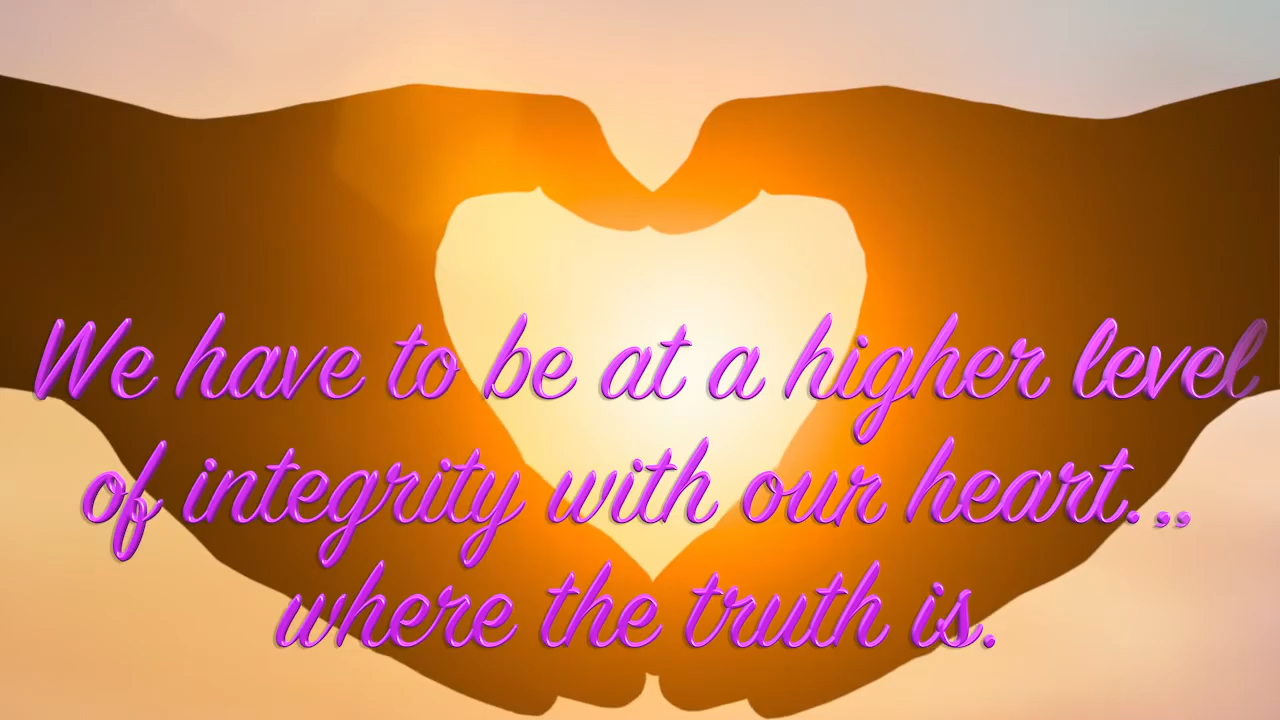 We have to be at a higher level
of integrity with our heart...
where the truth is.